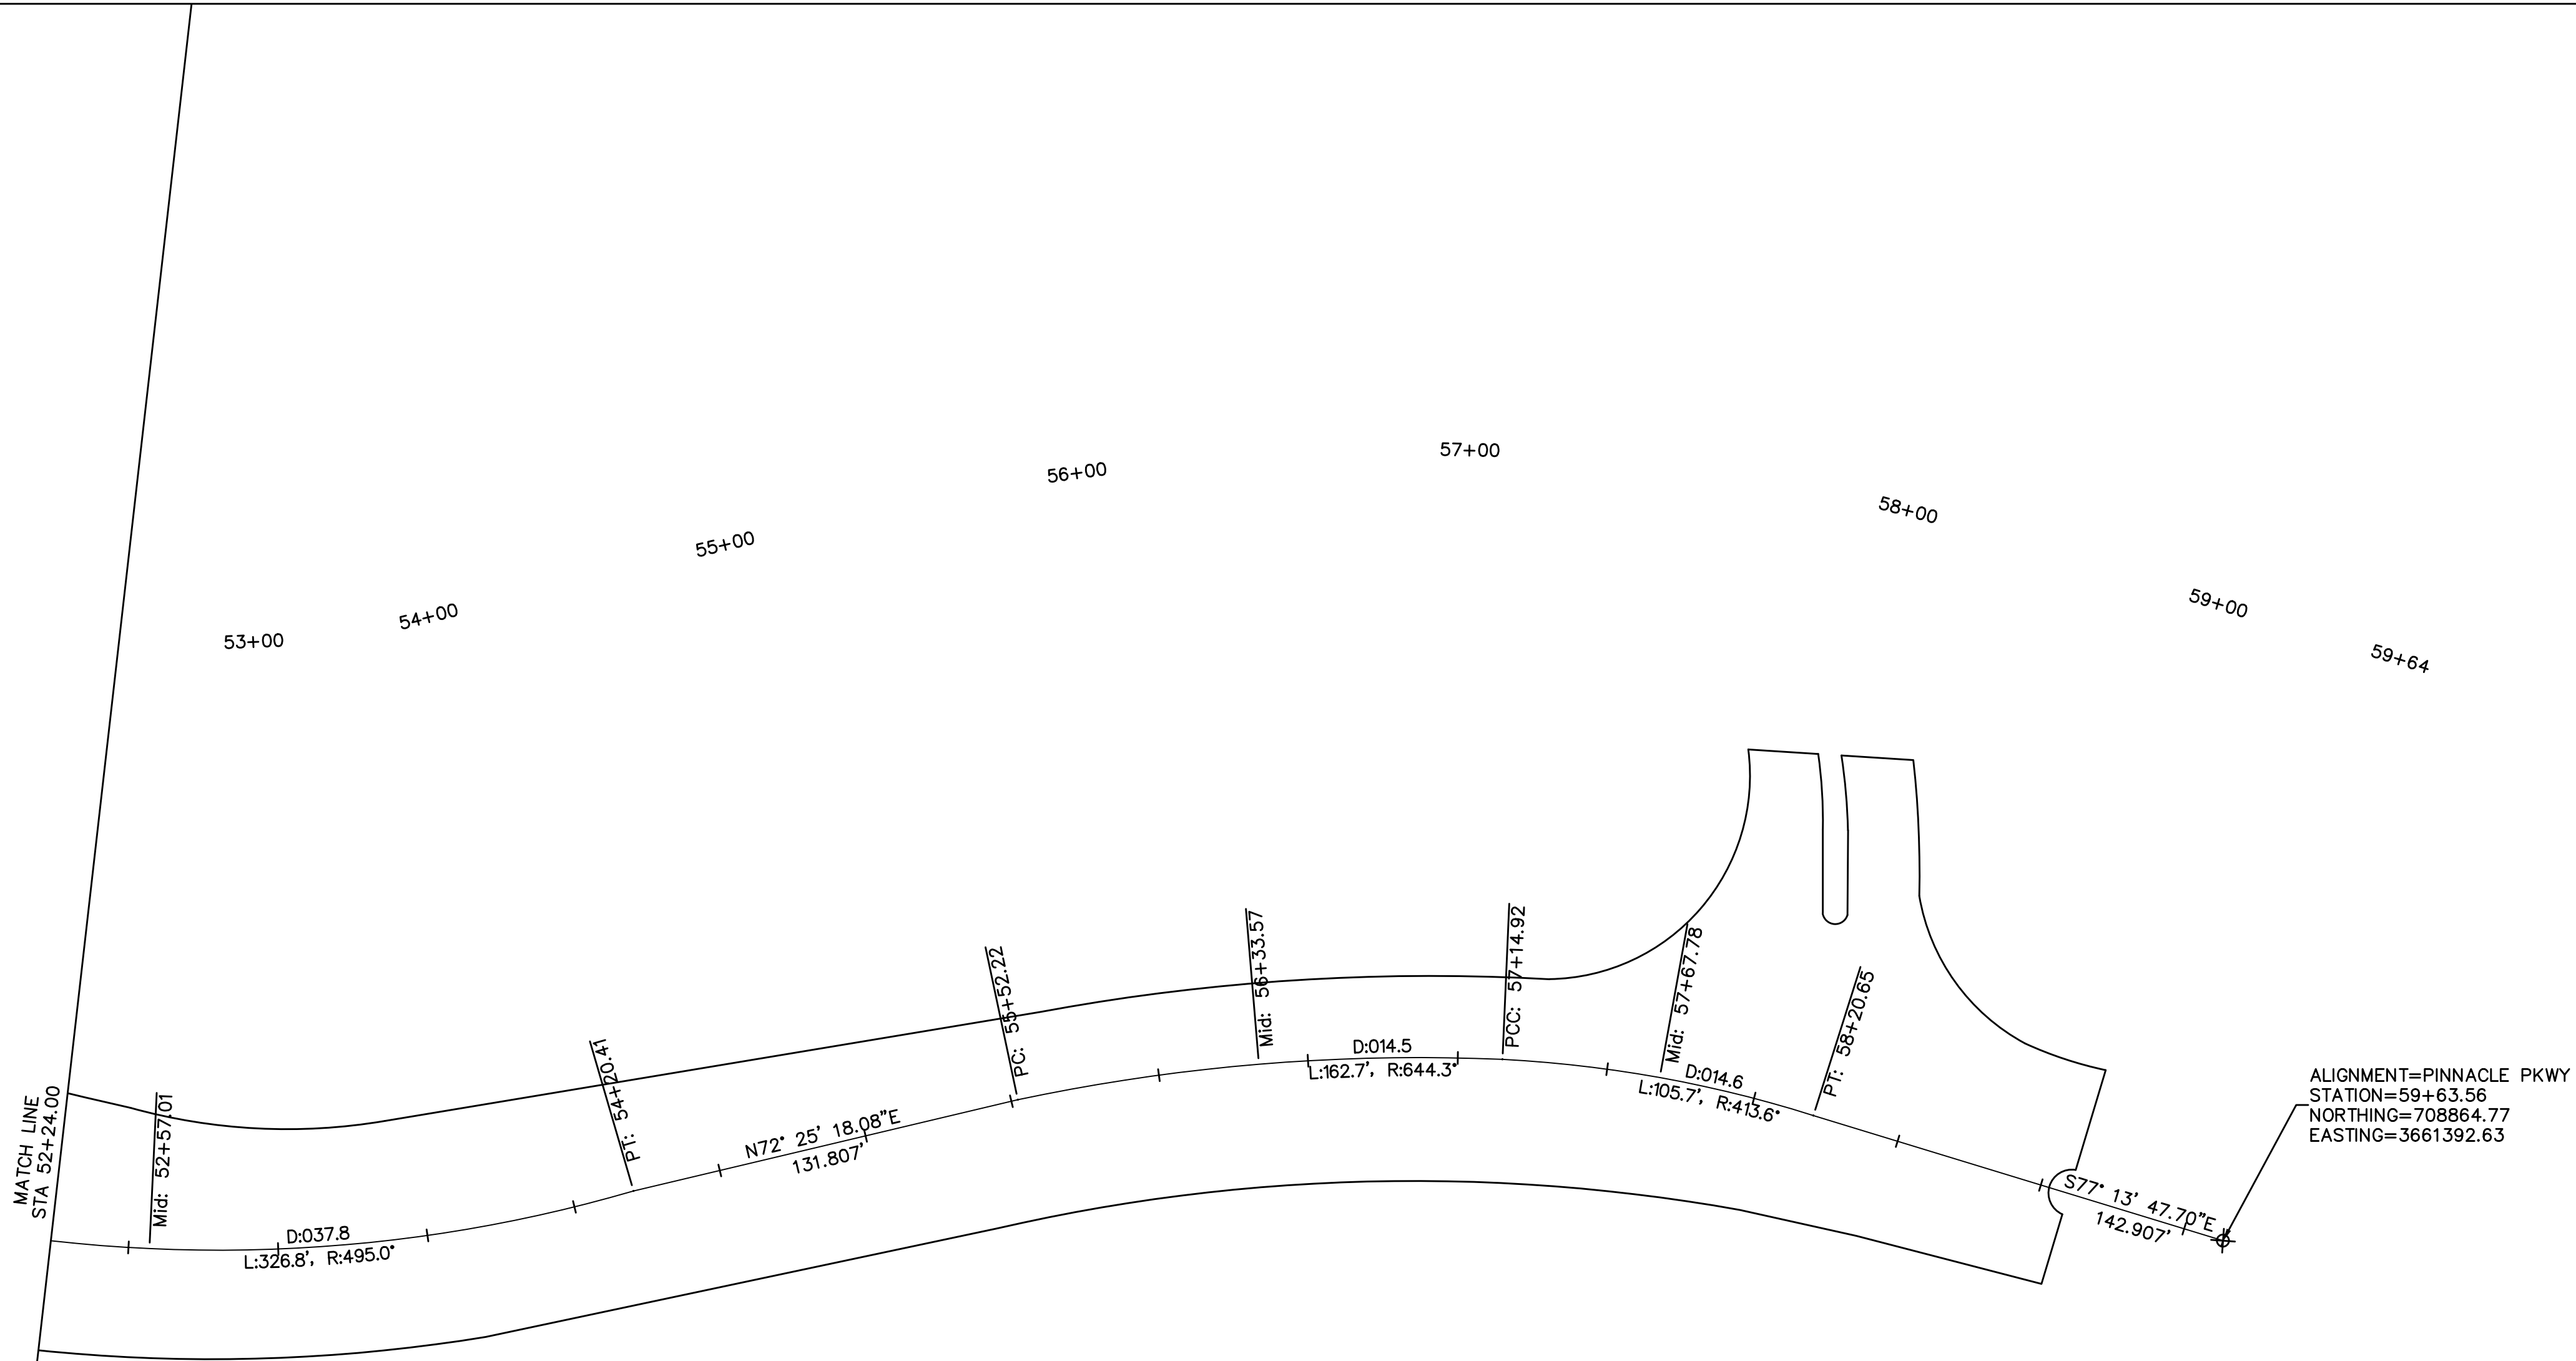 57+00
56+00
58+00
55+00
59+00
54+00
53+00
59+64
MATCH LINE
STA 52+24.00
Mid: 52+57.01
D:037.8
L:326.8', R:495.0°
PT: 54+20.41
N72° 25' 18.08"E
131.807'
PC: 55+52.22
Mid: 56+33.57
D:014.5
L:162.7', R:644.3°
PCC: 57+14.92
Mid: 57+67.78
D:014.6
L:105.7', R:413.6°
PT: 58+20.65
S77° 13' 47.70"E
142.907'
ALIGNMENT=PINNACLE PKWY
STATION=59+63.56
NORTHING=708864.77
EASTING=3661392.63